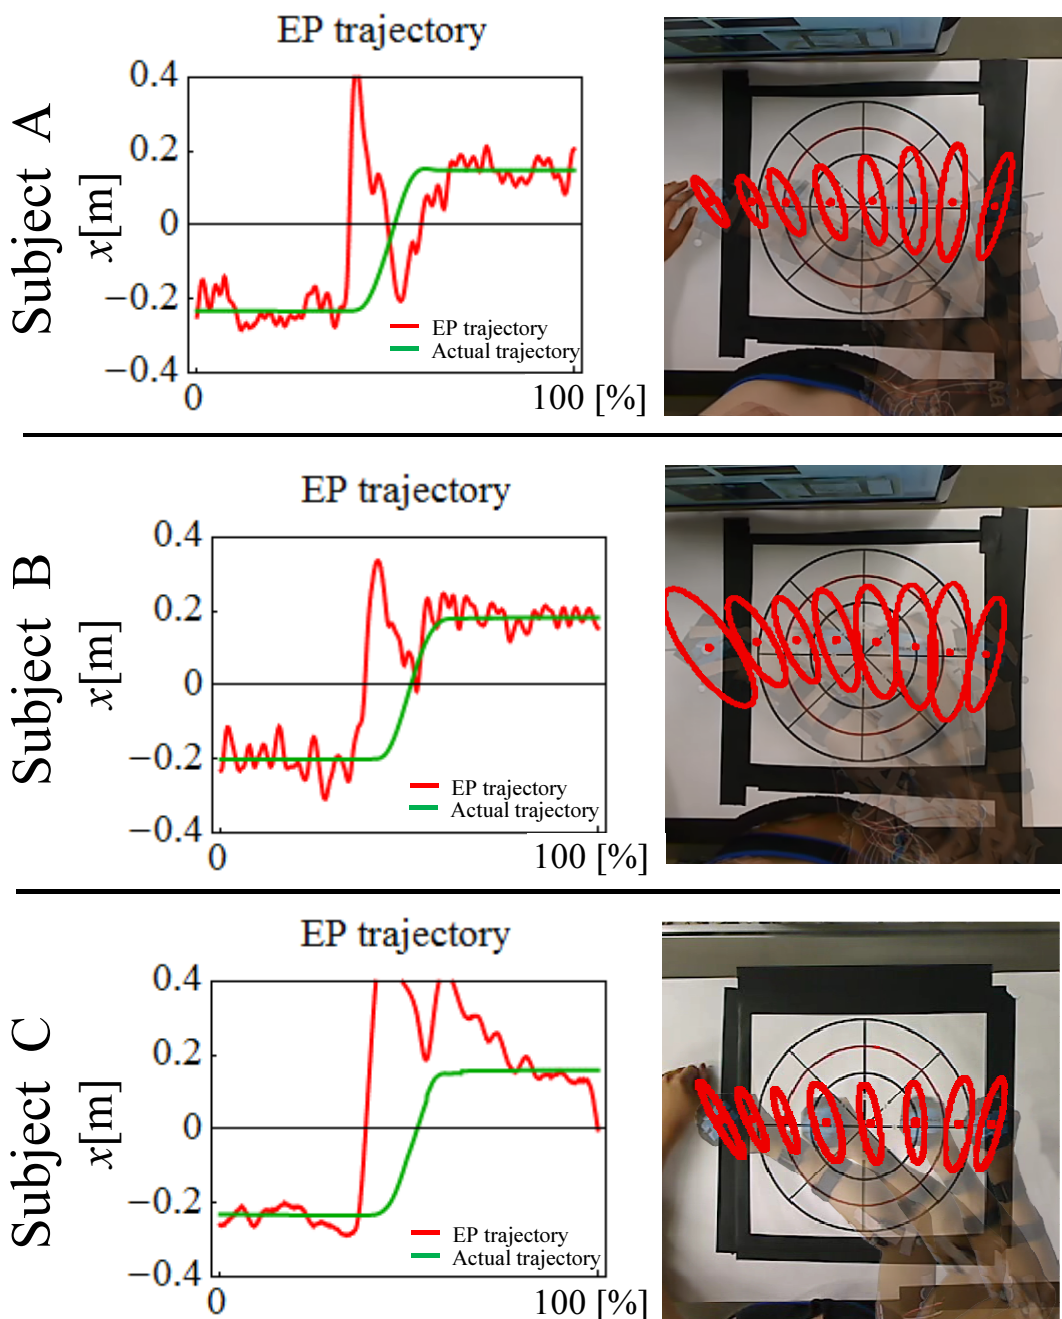 Subject A
EP trajectory
x[m]
0.4
0.2
0
−0.2
−0.4
EP trajectory
Actual trajectory
0
100 [%]
Subject B
EP trajectory
x[m]
0.4
0.2
0
−0.2
−0.4
EP trajectory
Actual trajectory
0
100 [%]
Subject C
EP trajectory
x[m]
0.4
0.2
0
−0.2
−0.4
EP trajectory
Actual trajectory
0
100 [%]